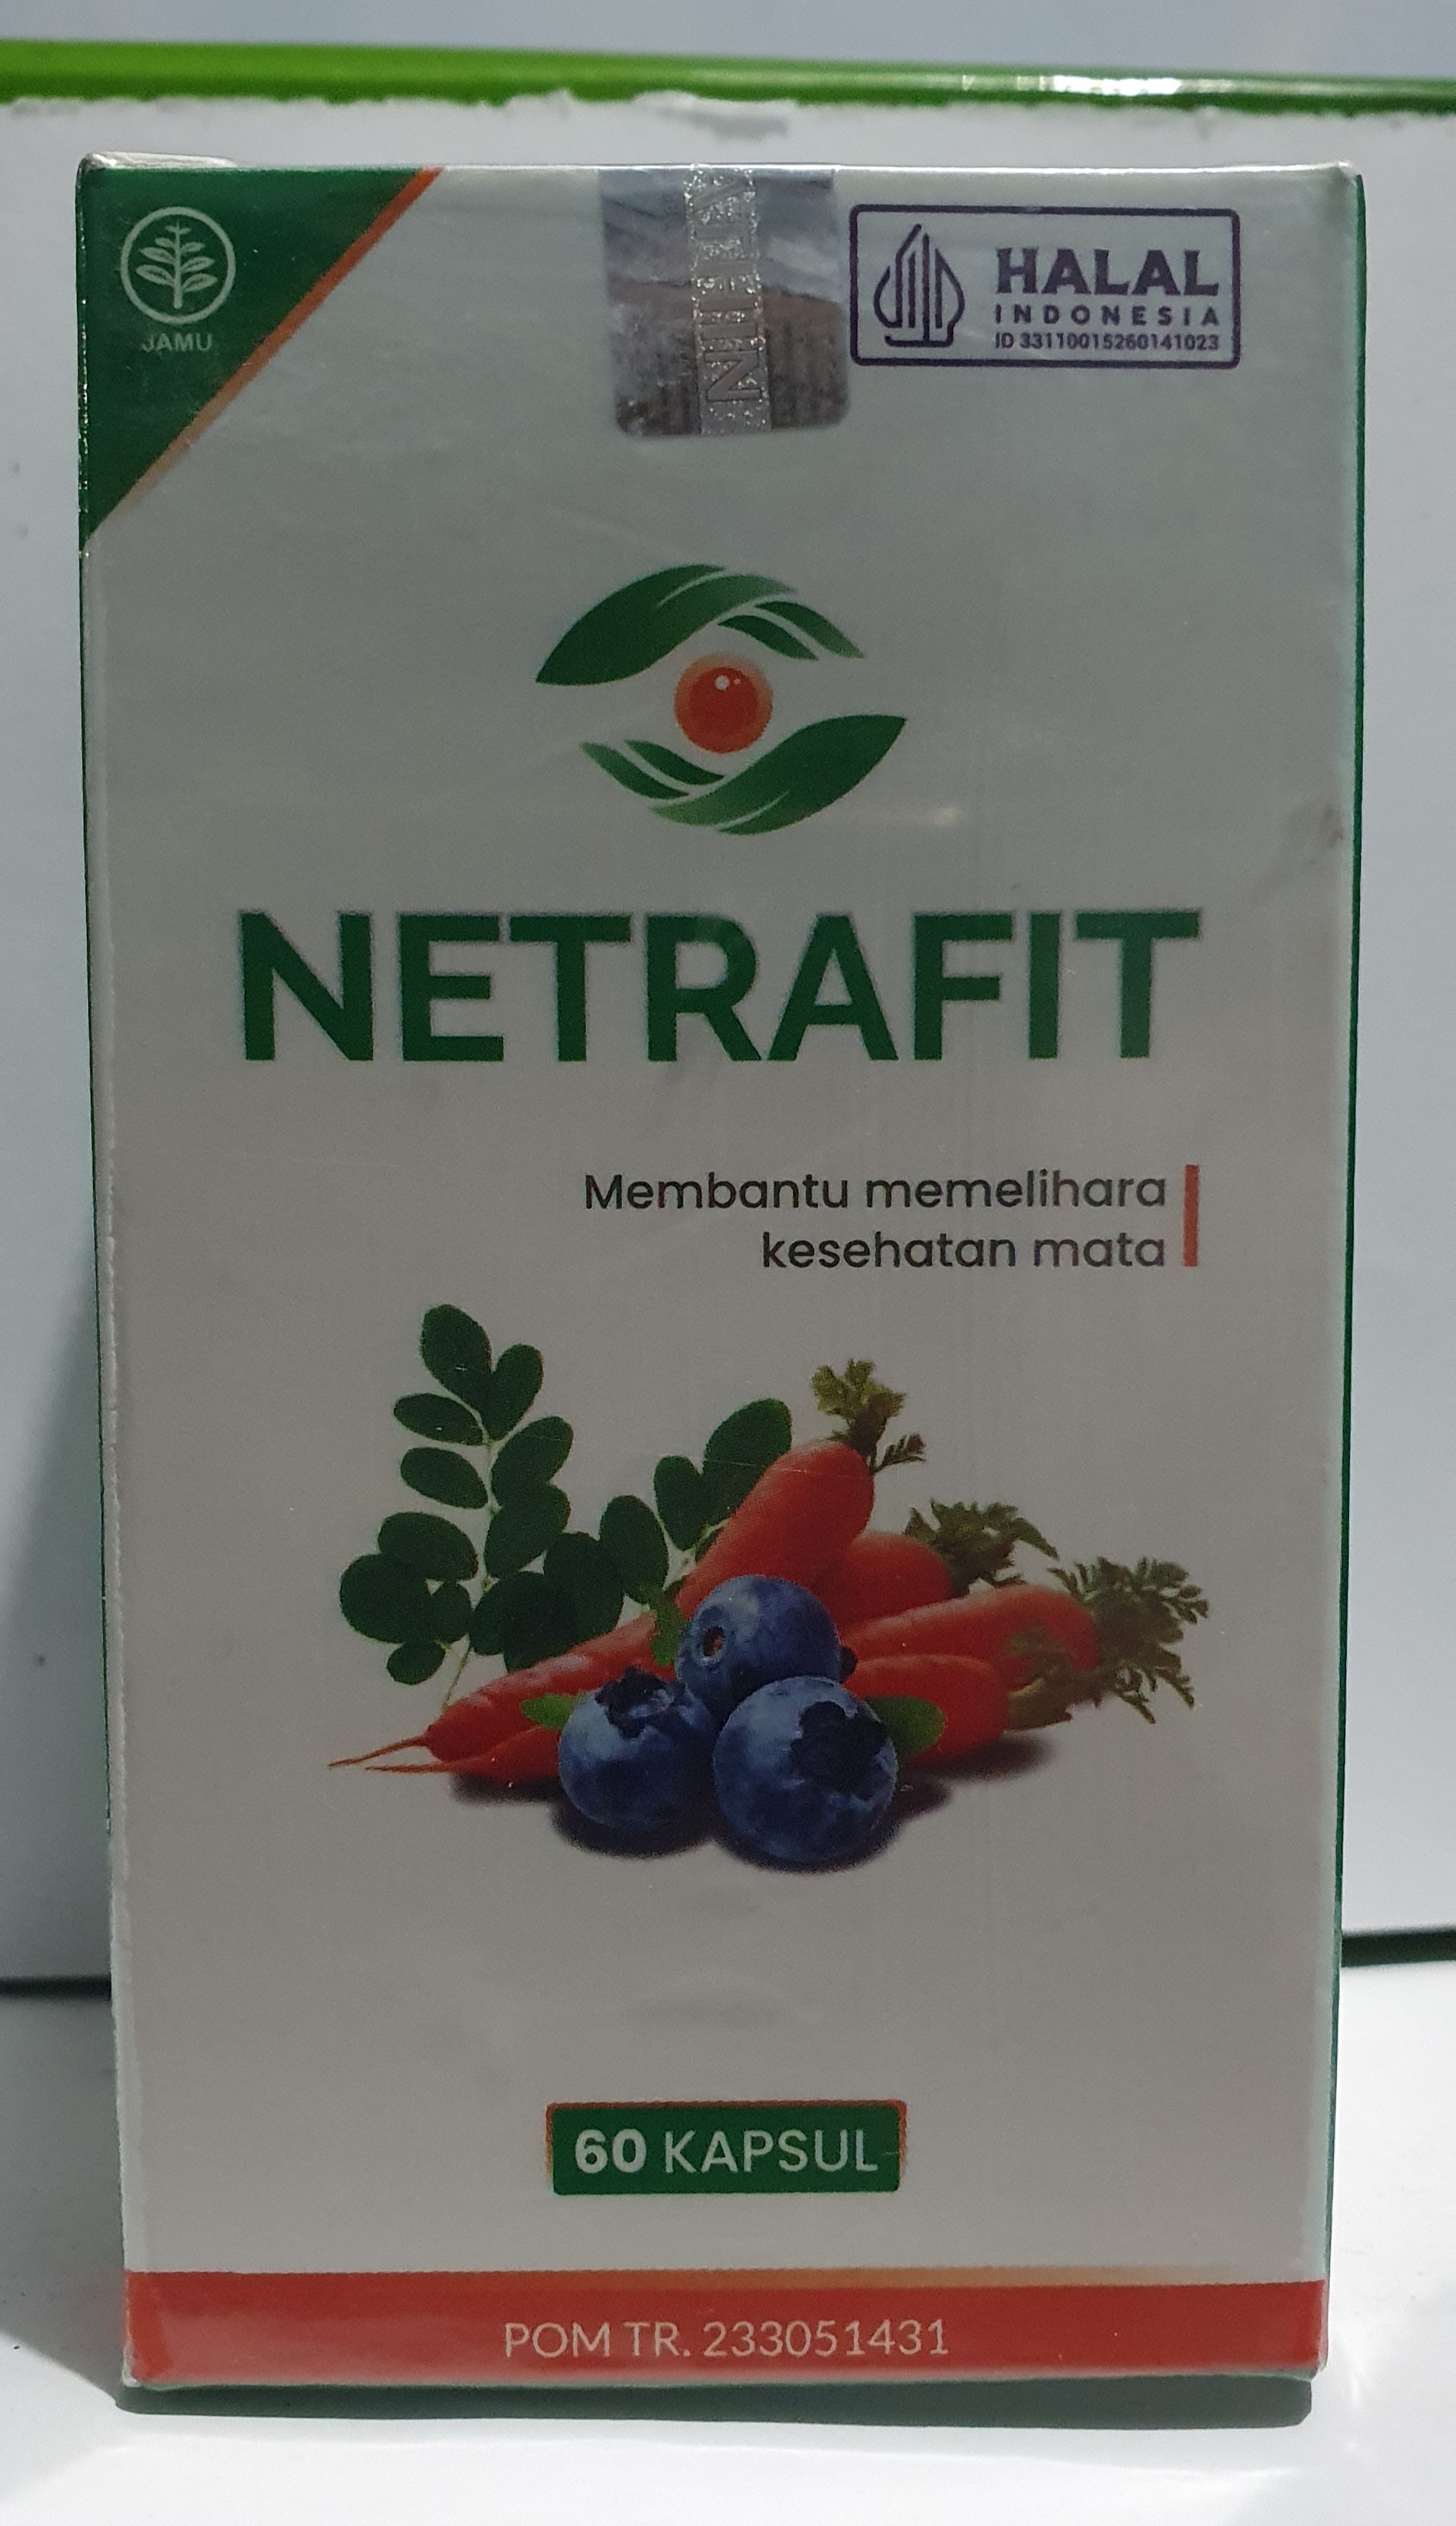 JAMU
HALAL
INDONESIA
ID 33110015260141023
NETRAFIT
Membantu memelihara
kesehatan mata
60 KAPSUL
POM TR. 233051431